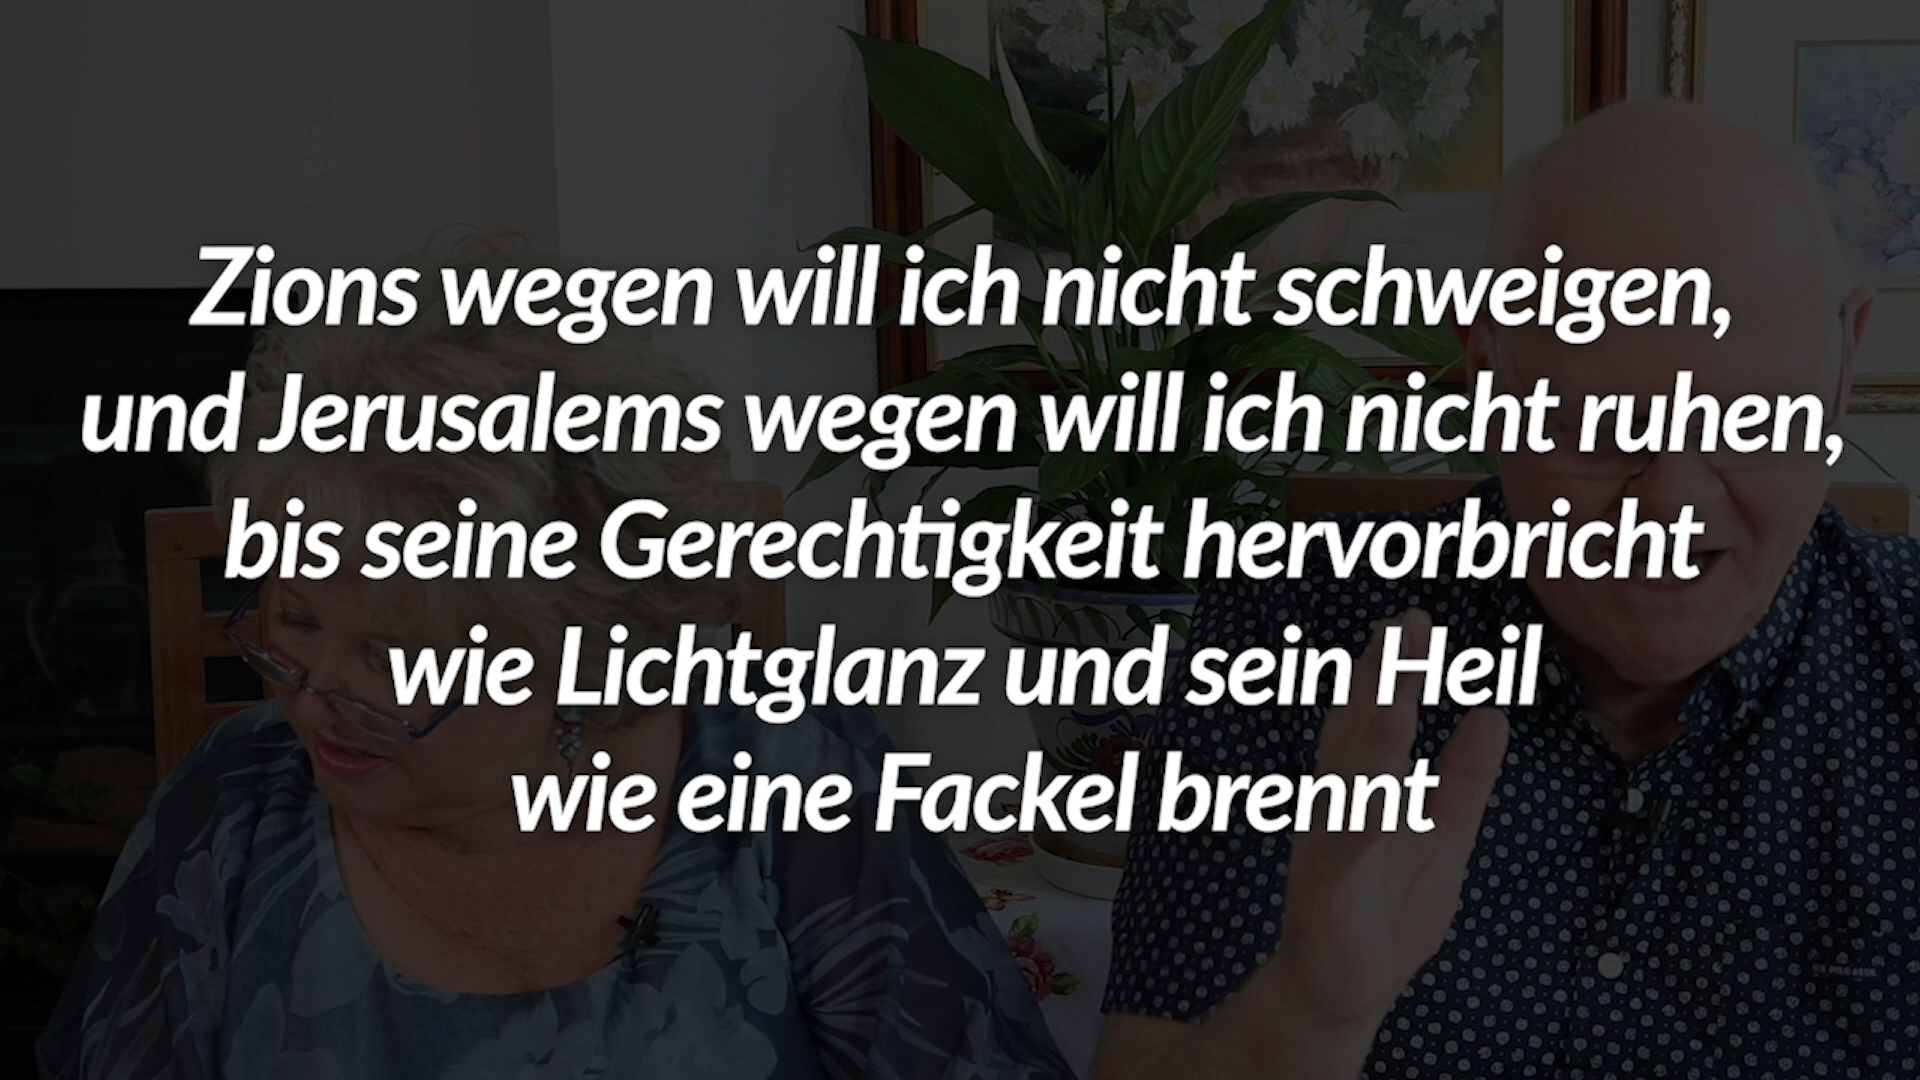 Zions wegen will ich nicht schweigen,
und Jerusalems wegen will ich nicht ruhen,
bis seine Gerechtigkeit hervorbricht
wie Lichtglanz und sein Heil
wie eine Fackel brennt